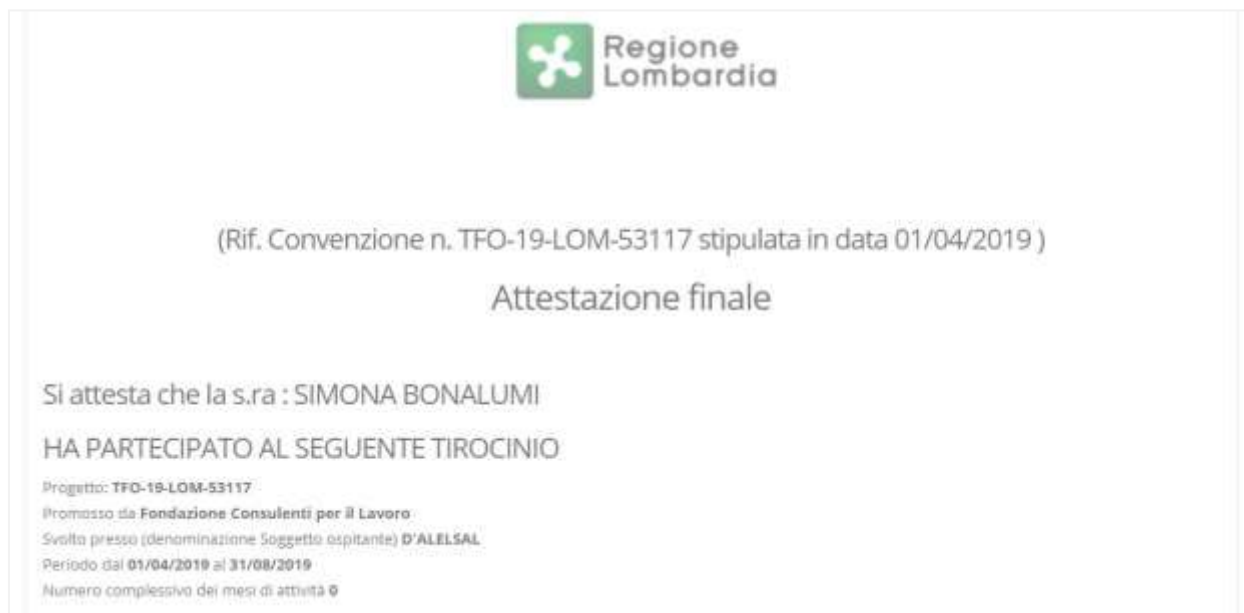 Regione
Lombardia
(Rif. Convenzione n. TFO-19-LOM-53117 stipulata in data 01/04/2019 )
Attestazione finale
Si attesta che la s.ra : SIMONA BONALUMI
HA PARTECIPATO AL SEGUENTE TIROCINIO
Progetto: TFO-19-LOM-53117
Promosso da Fondazione Consulenti per il Lavoro
Svolto presso (denominazione Soggetto ospitante) D'ALELSAL
Periodo dal 01/04/2019 al 31/08/2019
Numero complessivo dei mesi di attività 0